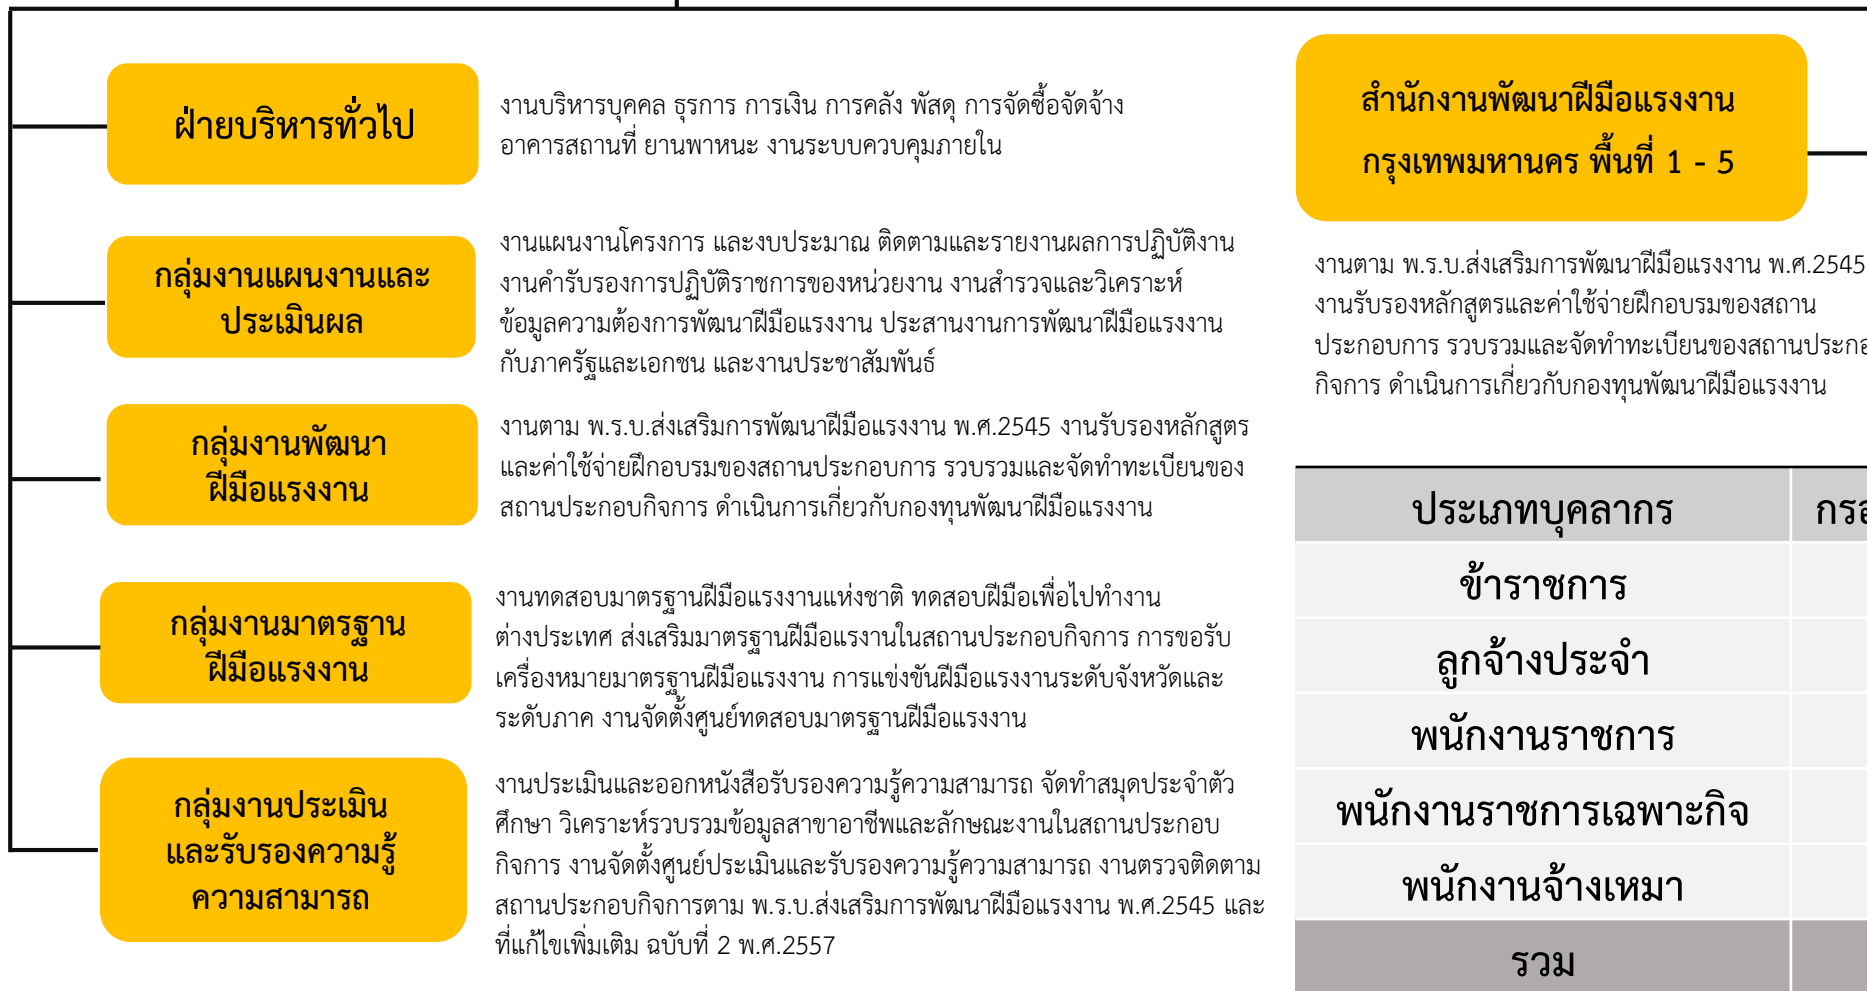 ฝ่ายบริหารทั่วไป
งานบริหารบุคคล ธุรการ การเงิน การคลัง พัสดุ การจัดซื้อจัดจ้าง
อาคารสถานที่ ยานพาหนะ งานระบบควบคุมภายใน
กลุ่มงานแผนงานและ
ประเมินผล
งานแผนงานโครงการ และงบประมาณ ติดตามและรายงานผลการปฏิบัติงาน
งานคำรับรองการปฏิบัติราชการของหน่วยงาน งานสำรวจและวิเคราะห์
ข้อมูลความต้องการพัฒนาฝีมือแรงงาน ประสานงานการพัฒนาฝีมือแรงงาน
กับภาครัฐและเอกชน และงานประชาสัมพันธ์
กลุ่มงานพัฒนา
ฝีมือแรงงาน
งานตาม พ.ร.บ.ส่งเสริมการพัฒนาฝีมือแรงงาน พ.ศ.2545 งานรับรองหลักสูตร
และค่าใช้จ่ายฝึกอบรมของสถานประกอบการ รวบรวมและจัดทำทะเบียนของ
สถานประกอบกิจการ ดำเนินการเกี่ยวกับกองทุนพัฒนาฝีมือแรงงาน
กลุ่มงานมาตรฐาน
ฝีมือแรงงาน
งานทดสอบมาตรฐานฝีมือแรงงานแห่งชาติ ทดสอบฝีมือเพื่อไปทำงาน
ต่างประเทศ ส่งเสริมมาตรฐานฝีมือแรงานในสถานประกอบกิจการ การขอรับ
เครื่องหมายมาตรฐานฝีมือแรงงาน การแข่งขันฝีมือแรงงานระดับจังหวัดและ
ระดับภาค งานจัดตั้งศูนย์ทดสอบมาตรฐานฝีมือแรงงาน
กลุ่มงานประเมิน
และรับรองความรู้
ความสามารถ
งานประเมินและออกหนังสือรับรองความรู้ความสามารถ จัดทำสมุดประจำตัว
ศึกษา วิเคราะห์รวบรวมข้อมูลสาขาอาชีพและลักษณะงานในสถานประกอบ
กิจการ งานจัดตั้งศูนย์ประเมินและรับรองความรู้ความสามารถ งานตรวจติดตาม
สถานประกอบกิจการตาม พ.ร.บ.ส่งเสริมการพัฒนาฝีมือแรงงาน พ.ศ.2545 และ
ที่แก้ไขเพิ่มเติม ฉบับที่ 2 พ.ศ.2557
สำนักงานพัฒนาฝีมือแรงงาน
กรุงเทพมหานคร พื้นที่ 1 - 5
งานตาม พ.ร.บ.ส่งเสริมการพัฒนาฝีมือแรงงาน พ.ศ.2545
งานรับรองหลักสูตรและค่าใช้จ่ายฝึกอบรมของสถาน
ประกอบการ รวบรวมและจัดทำทะเบียนของสถานประกอ
กิจการ ดำเนินการเกี่ยวกับกองทุนพัฒนาฝีมือแรงงาน
ประเภทบุคลากร กรอ
ข้าราชการ
ลูกจ้างประจำ
พนักงานราชการ
พนักงานราชการเฉพาะกิจ
พนักงานจ้างเหมา
รวม